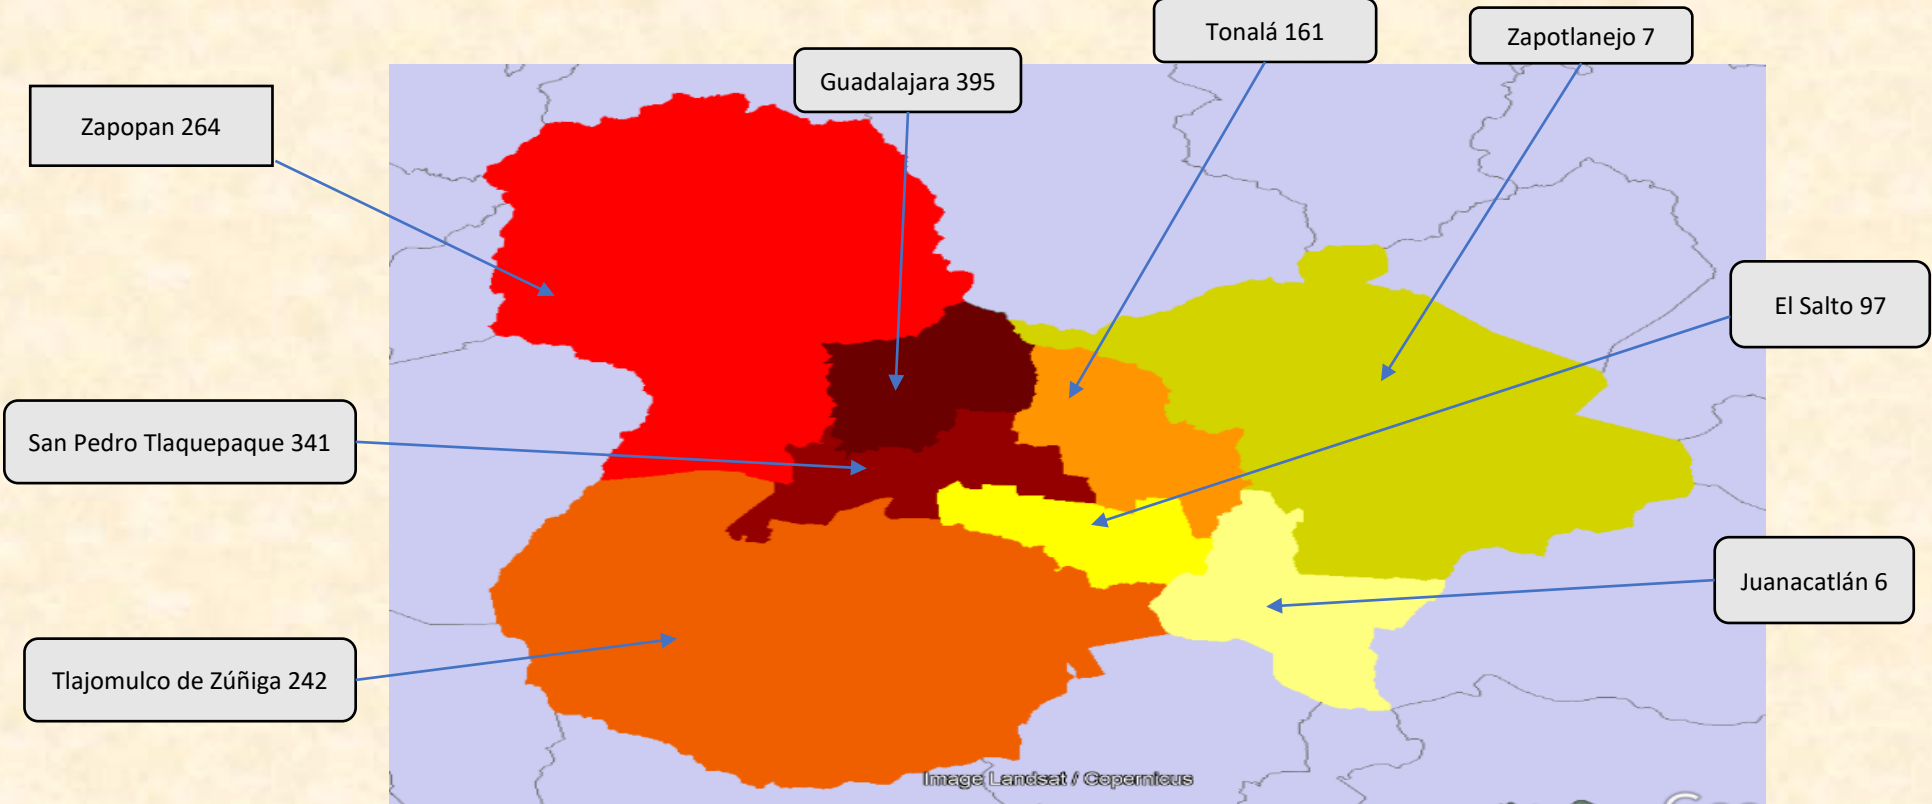 Tonalá 161
Zapotlanejo 7
Guadalajara 395
Zapopan 264
El Salto 97
San Pedro Tlaquepaque 341
Juanacatlán 6
Tlajomulco de Zúñiga 242
Image Landsat / Copernicus